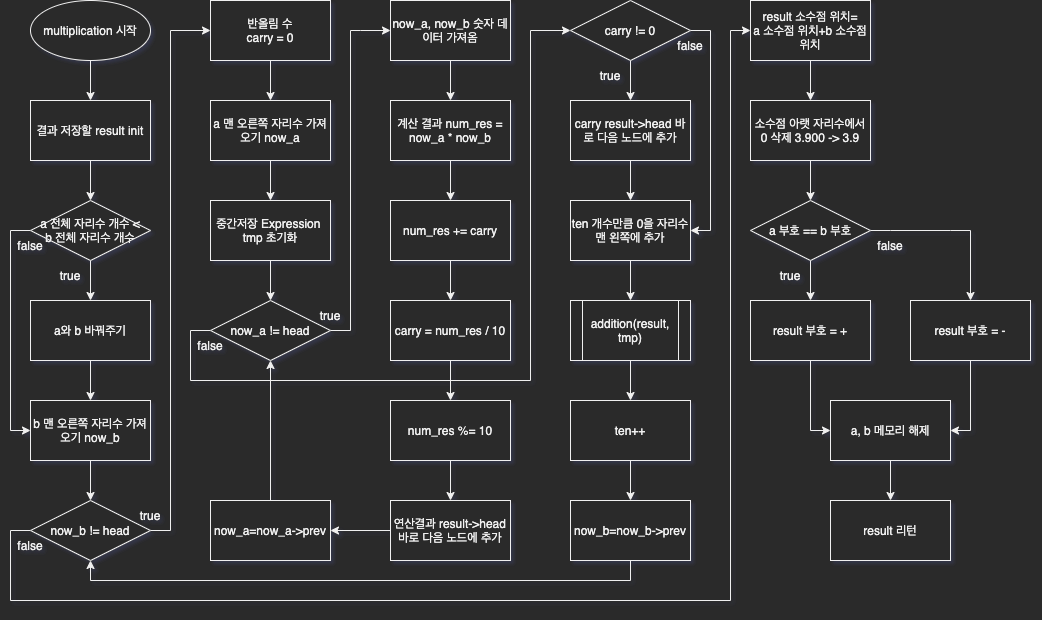 multiplication 시작
결과 저장할 result init
a 전체 자리수 개수 <
b 전체 자리수 개수
false
true
a와 b 바꿔주기
b 맨 오른쪽 자리수 가져
오기 now_b
now_b != head
true
false
반올림 수
carry = 0
a 맨 오른쪽 자리수 가져
오기 now_a
중간저장 Expression
tmp 초기화
now_a != head
true
false
now_a=now_a->prev
now_a, now_b 숫자 데
이터 가져옴
계산 결과 num_res =
now_a * now_b
num_res += carry
carry = num_res / 10
num_res %= 10
연산결과 result->head
바로 다음 노드에 추가
carry != 0
false
true
carry result->head 바
로 다음 노드에 추가
ten 개수만큼 0을 자리수
맨 왼쪽에 추가
addition(result,
tmp)
ten++
now_b=now_b->prev
result 소수점 위치=
a 소수점 위치+b 소수점
위치
소수점 아랫 자리수에서
0 삭제 3.900 -> 3.9
a 부호 == b 부호
false
true
result 부호 = +
result 부호 = -
a, b 메모리 해제
result 리턴